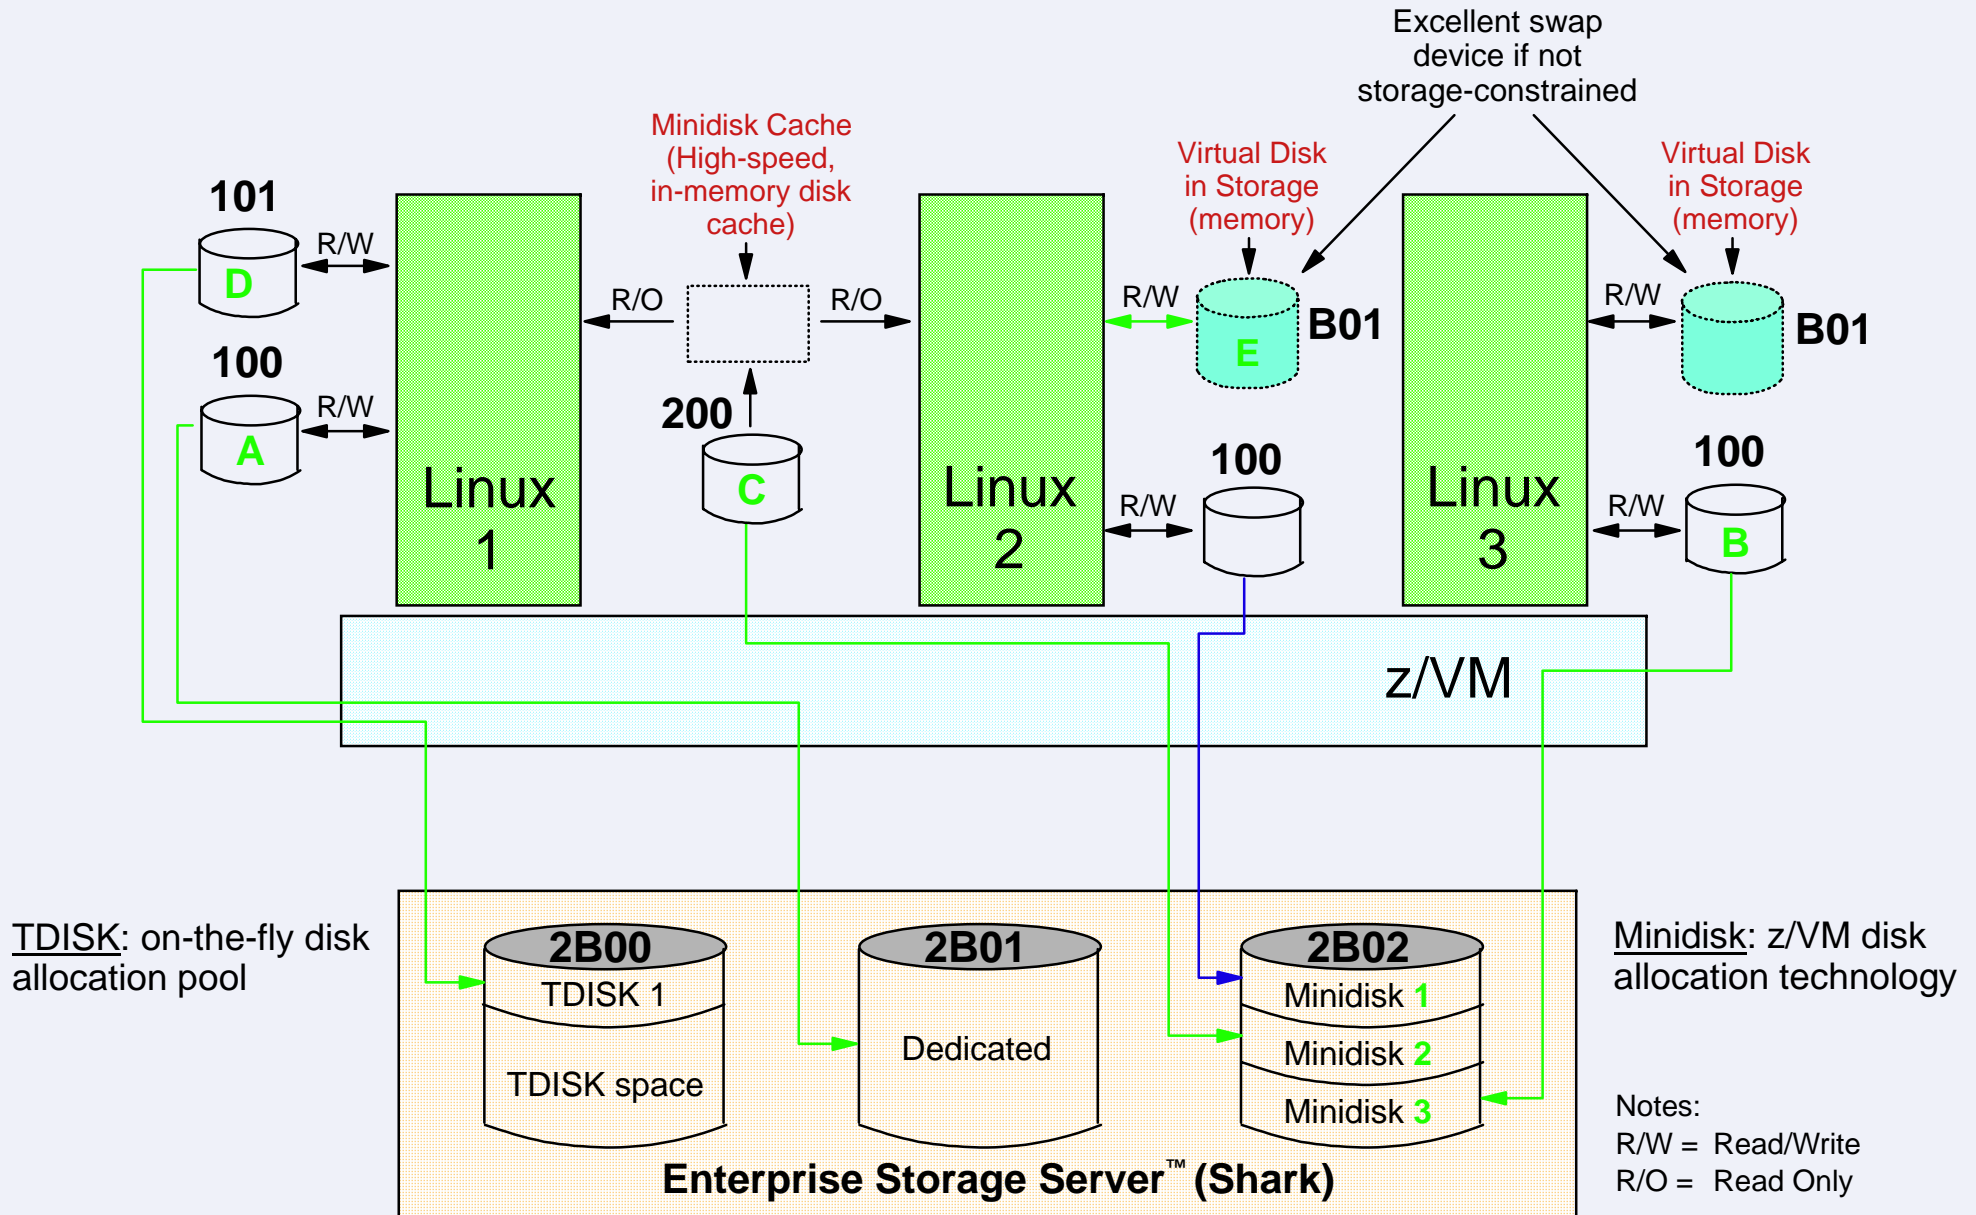 Excellent swap
device if not
storage-constrained
Minidisk Cache
(High-speed,
in-memory disk
cache)
Virtual Disk
in Storage
(memory)
Virtual Disk
in Storage
(memory)
101
D
R/W
R/O
R/O
R/W
E
B01
R/W
B01
100
A
R/W
200
C
100
R/W
100
R/W
B
Linux
1
Linux
2
Linux
3
z/VM
TDISK: on-the-fly disk
allocation pool
2B00
TDISK 1
TDISK space
2B01
Dedicated
2B02
Minidisk 1
Minidisk 2
Minidisk 3
Enterprise Storage Server™ (Shark)
Minidisk: z/VM disk
allocation technology
Notes:
R/W = Read/Write
R/O = Read Only